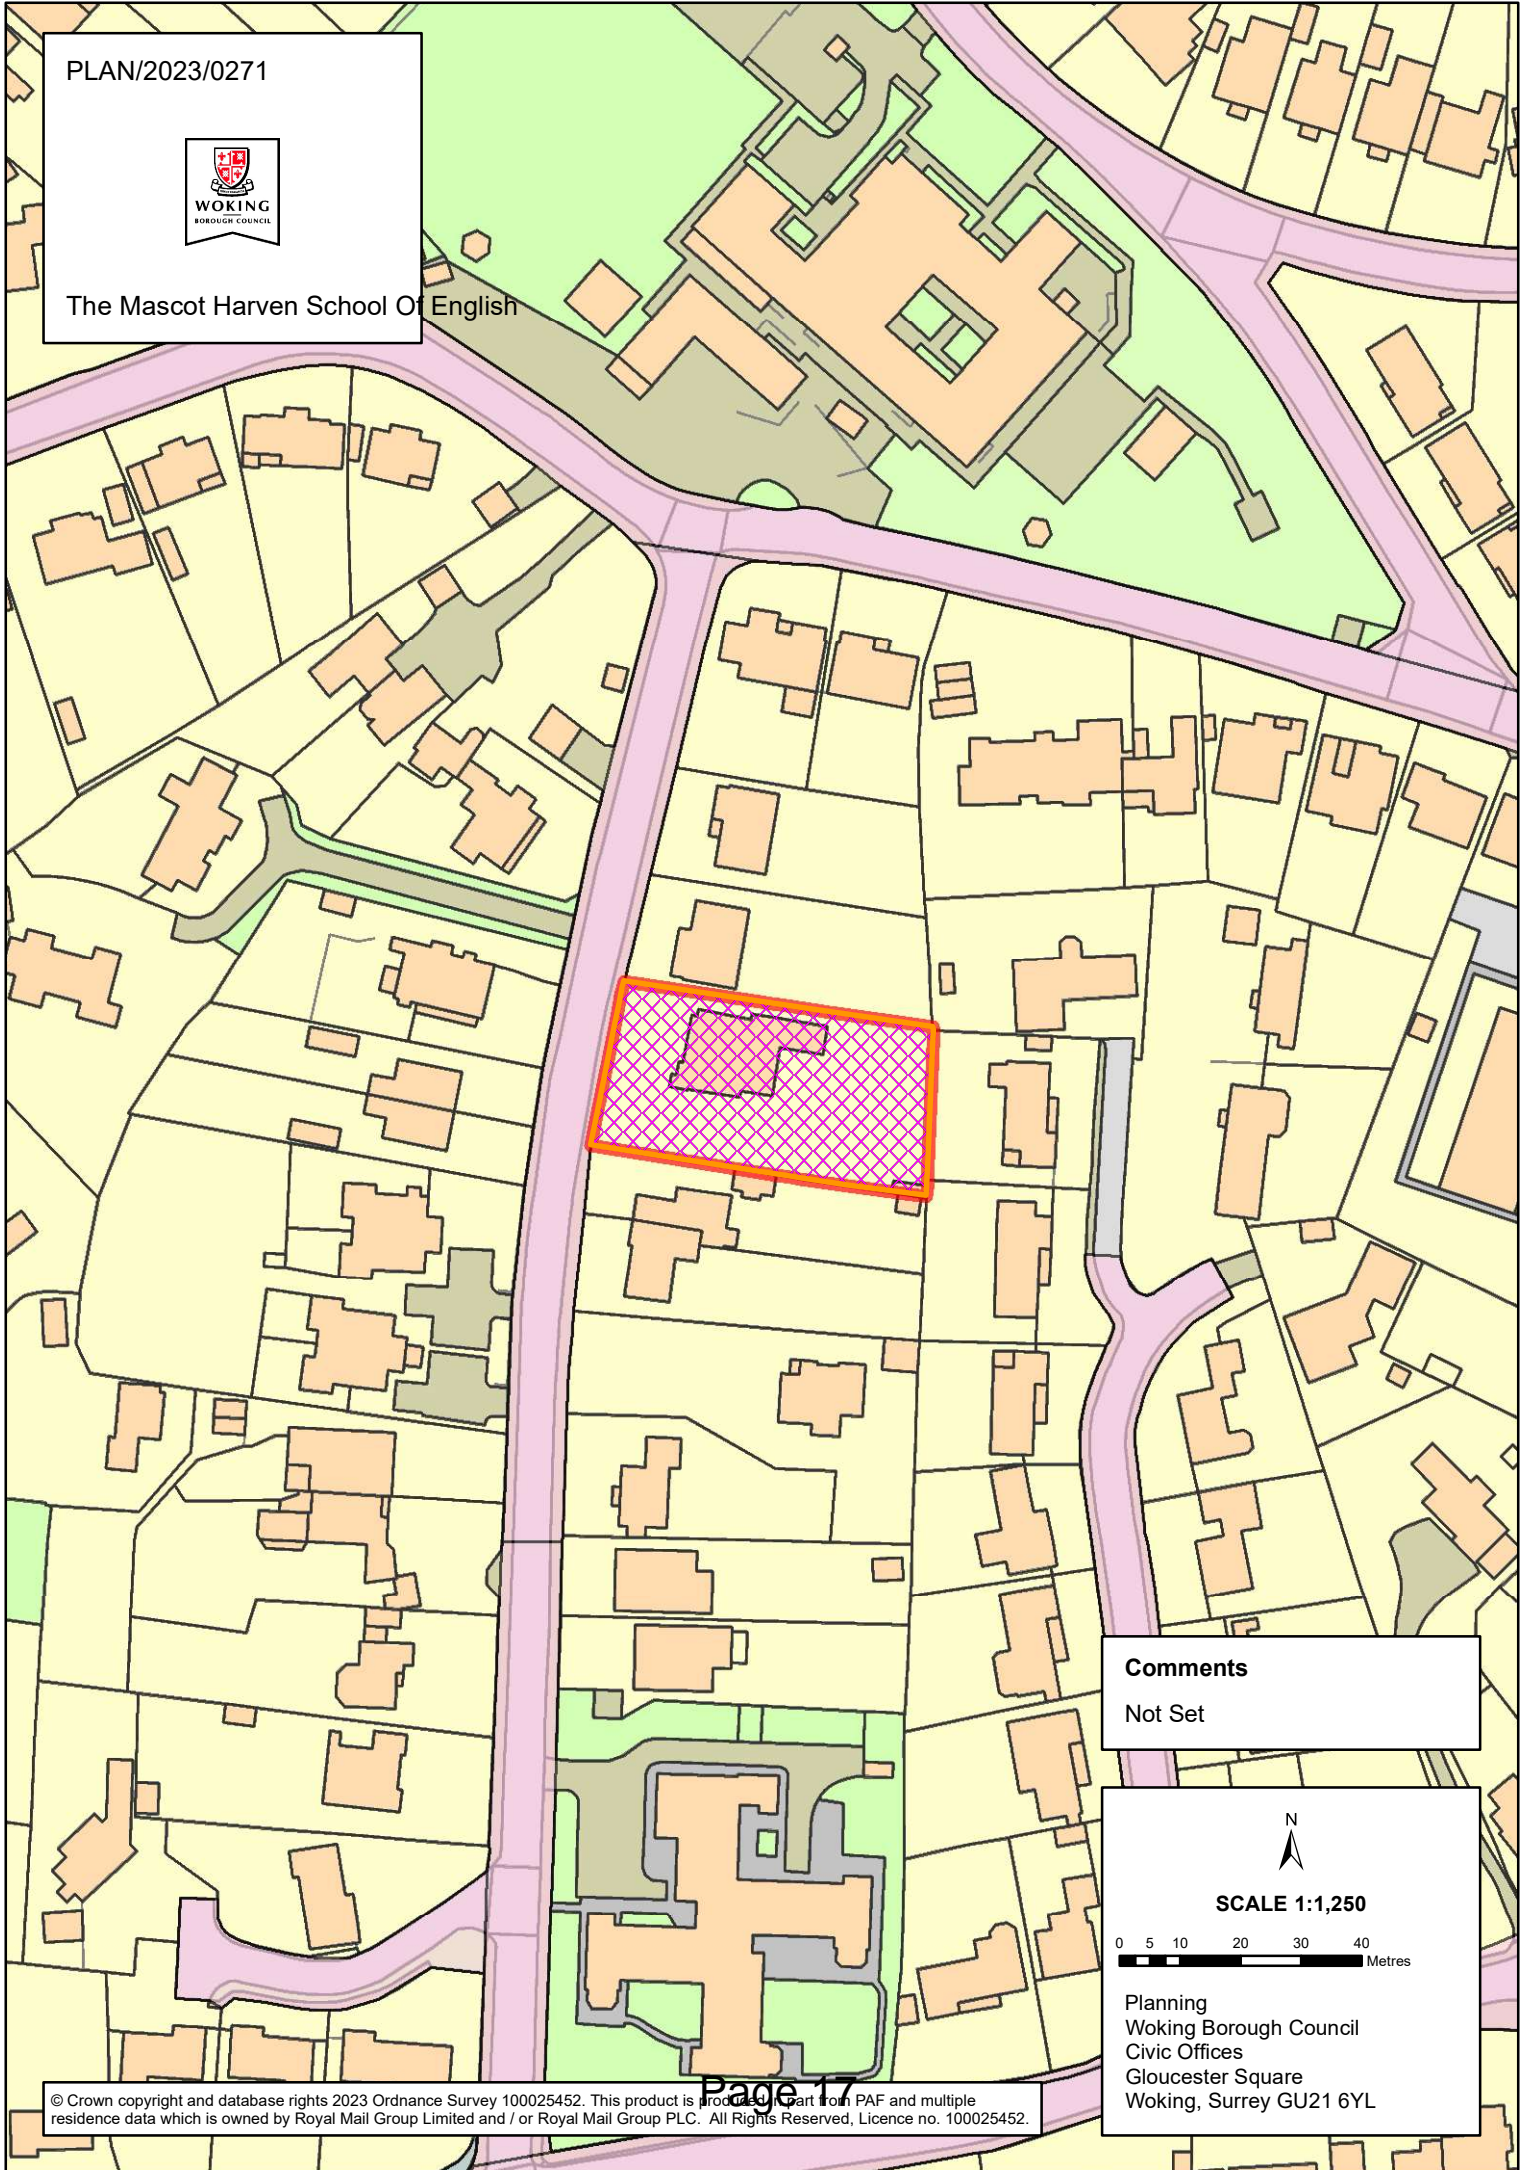 PLAN/2023/0271
WOKING
BOROUGH COUNCIL
The Mascot Harven School Of English
Comments
Not Set
N
SCALE 1:1,250
0 5 10 20 30 40
Metres
Planning
Woking Borough Council
Civic Offices
Gloucester Square
Woking, Surrey GU21 6YL
Page 17
© Crown copyright and database rights 2023 Ordnance Survey 100025452. This product is produced in part from PAF and multiple
residence data which is owned by Royal Mail Group Limited and / or Royal Mail Group PLC. All Rights Reserved, Licence no. 100025452.